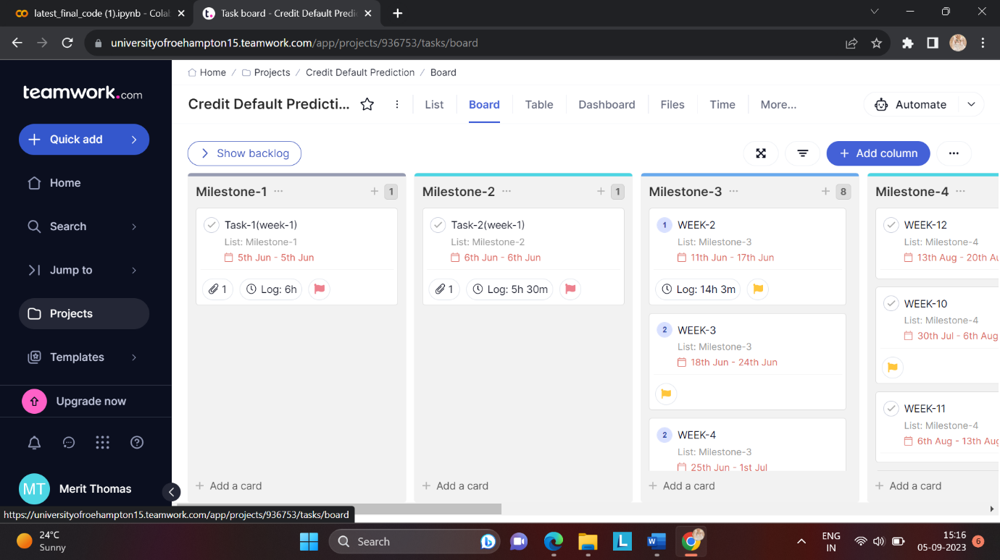 latest_final_code (1).ipynb - Colab
Task board - Credit Default Predic
universityofroehampton15.teamwork.com/app/projects/936753/tasks/board
teamwork.com
Quick add
Home
Search
Jump to
Projects
Templates
Upgrade now
MT Merit Thomas
Home / Projects / Credit Default Prediction / Board
Credit Default Predicti...
List
Board
Table
Dashboard
Files
Time
More...
Automate
Show backlog
Add column
Milestone-1 ··· + 1
Task-1(week-1)
List: Milestone-1
5th Jun - 5th Jun
1 Log: 6h
+ Add a card
Milestone-2 ··· + 1
Task-2(week-1)
List: Milestone-2
6th Jun - 6th Jun
1 Log: 5h 30m
+ Add a card
Milestone-3 ··· + 8
1 WEEK-2
List: Milestone-3
11th Jun - 17th Jun
Log: 14h 3m
2 WEEK-3
List: Milestone-3
18th Jun - 24th Jun
2 WEEK-4
List: Milestone-3
25th Jun - 1st Jul
+ Add a card
Milestone-4 ···
WEEK-12
List: Milestone-4
13th Aug - 20th Au
WEEK-10
List: Milestone-4
30th Jul - 6th Aug
WEEK-11
List: Milestone-4
6th Aug - 13th Aug
+ Add a card
https://universityofroehampton15.teamwork.com/app/projects/936753/tasks/board
24°C
Sunny
Search
L
W
ENG
IN
15:16
05-09-2023
6